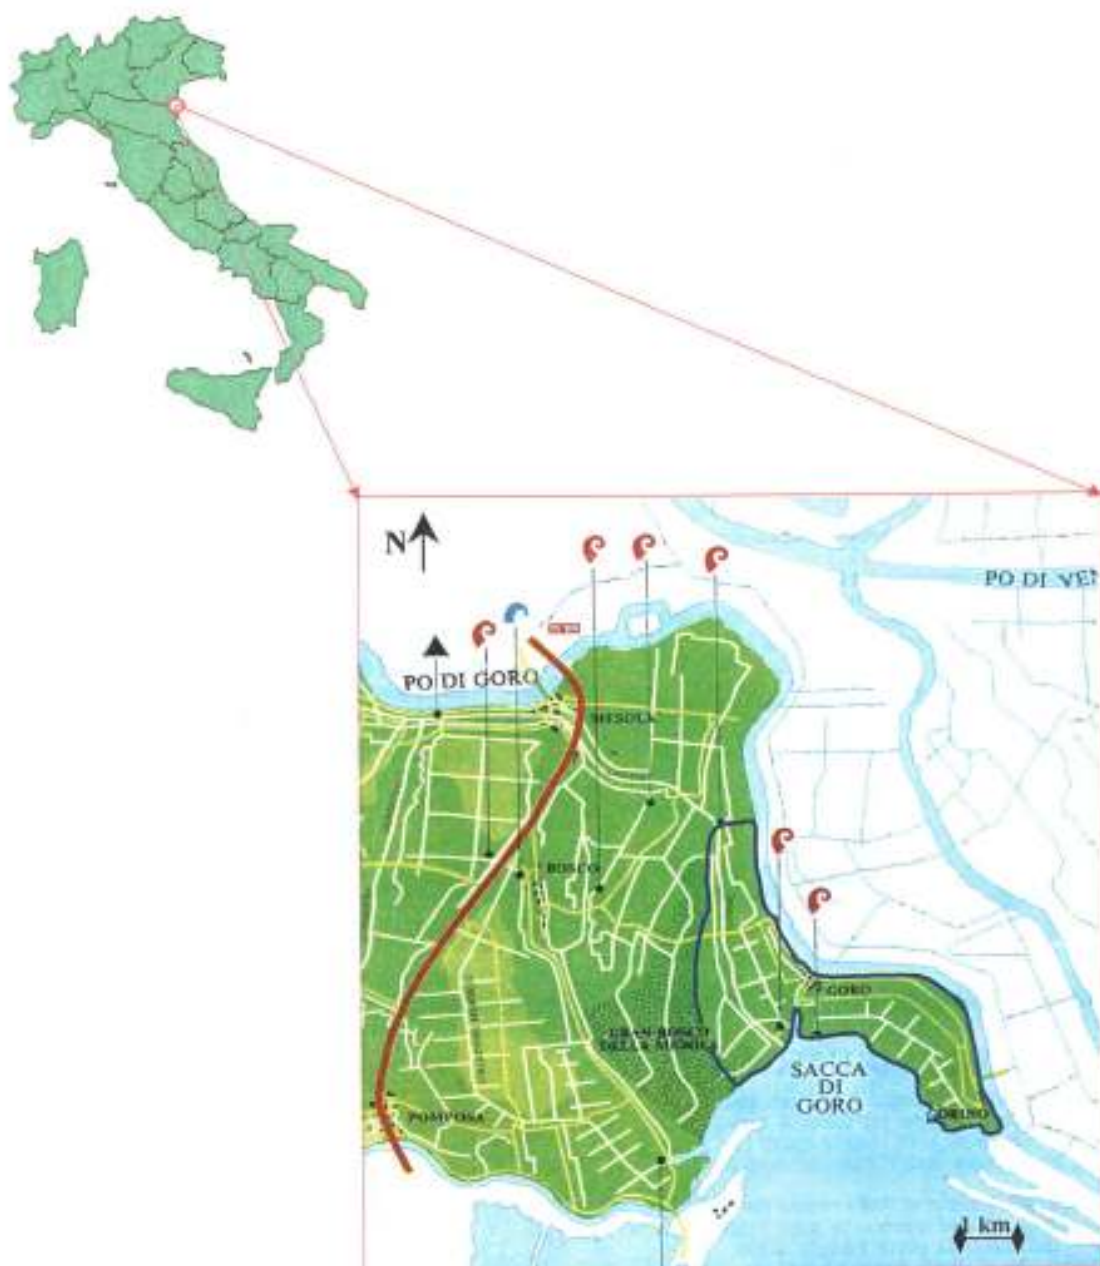 N
PO DI VEN
PO DI GORO
MESOLA
BOSCO
GORO
GRAN BOSCO
DELLA MESOLA
SACCA
DI
GORO
POMPOSA
1 km